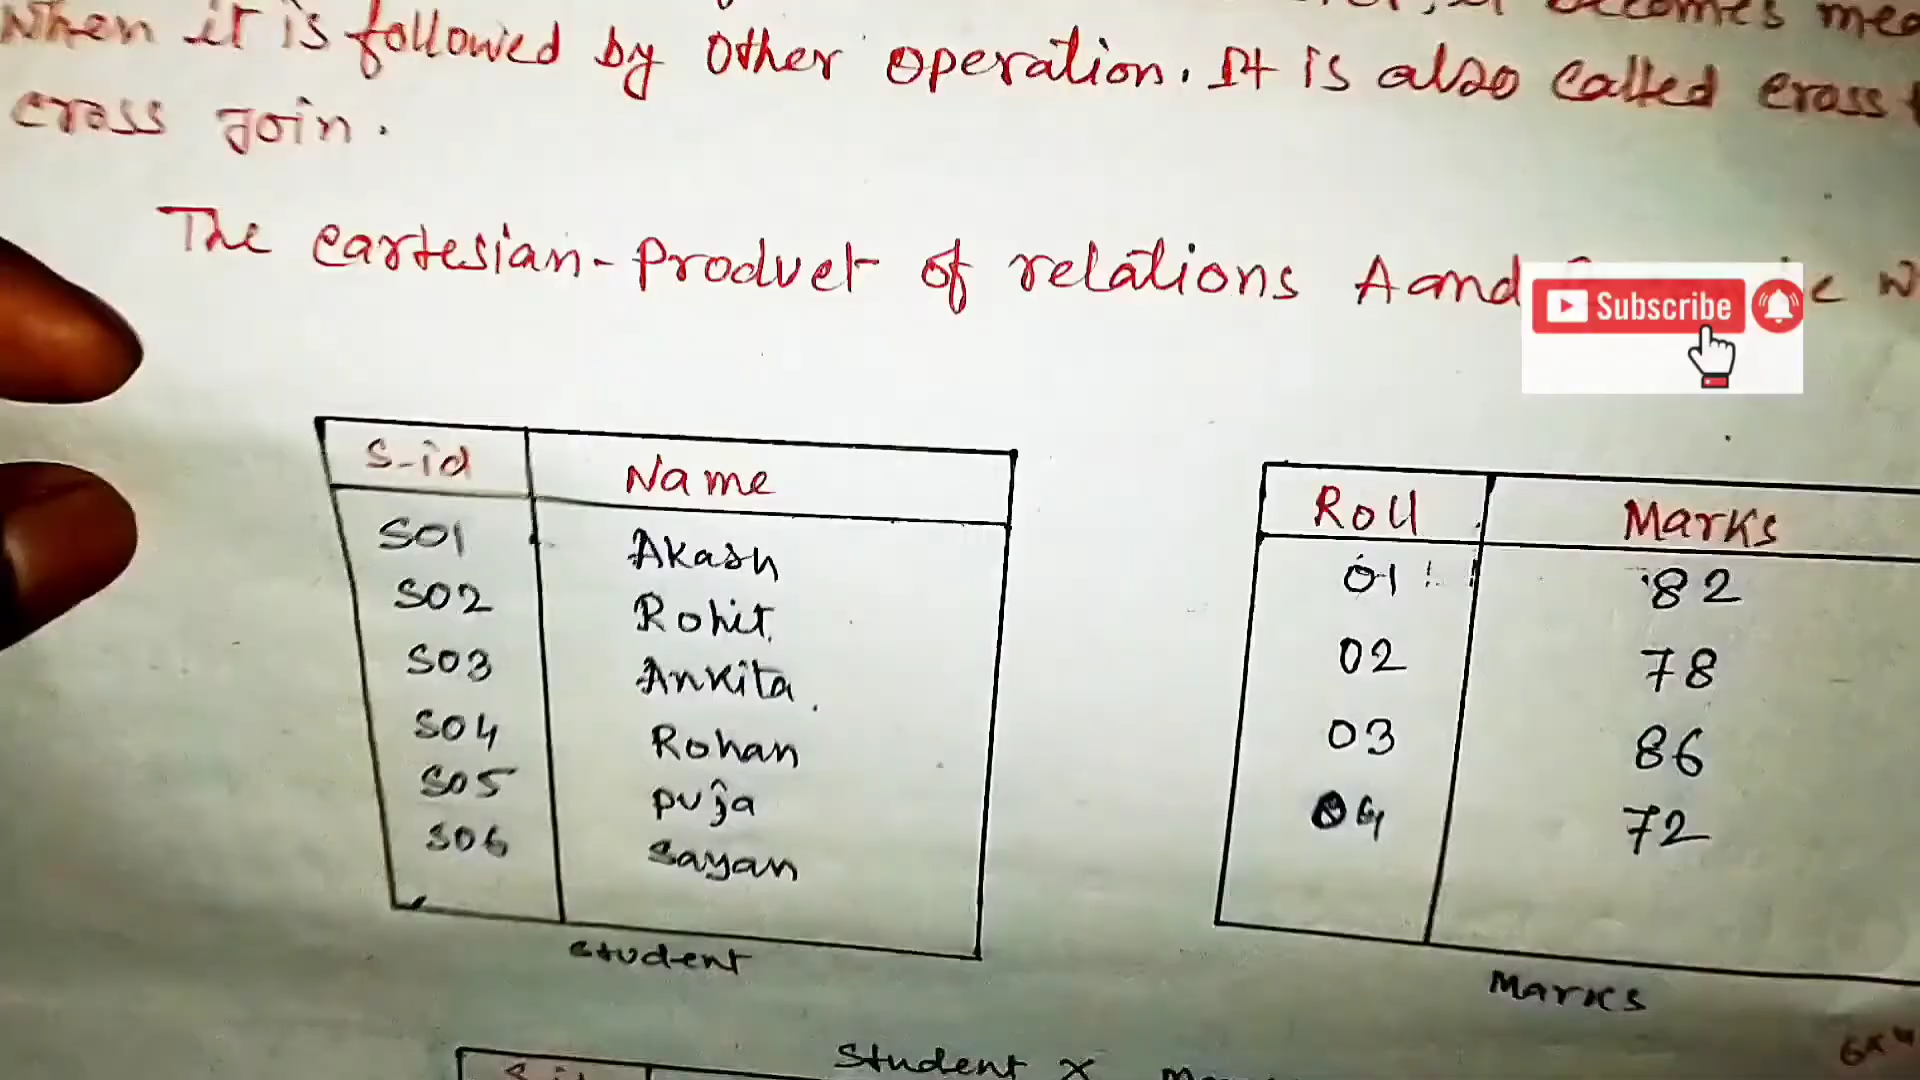 becomes
When it is followed by other operation. It is also called cross
cross join.
The cartesian-product of relations A and
Subscribe
S-id Name
S01 Akash
S02 Rohit
S03 Ankita
S04 Rohan
S05 puja
S06 Sayan
Student
Roll Marks
01 82
02 78
03 86
04 72
Marks
Student X